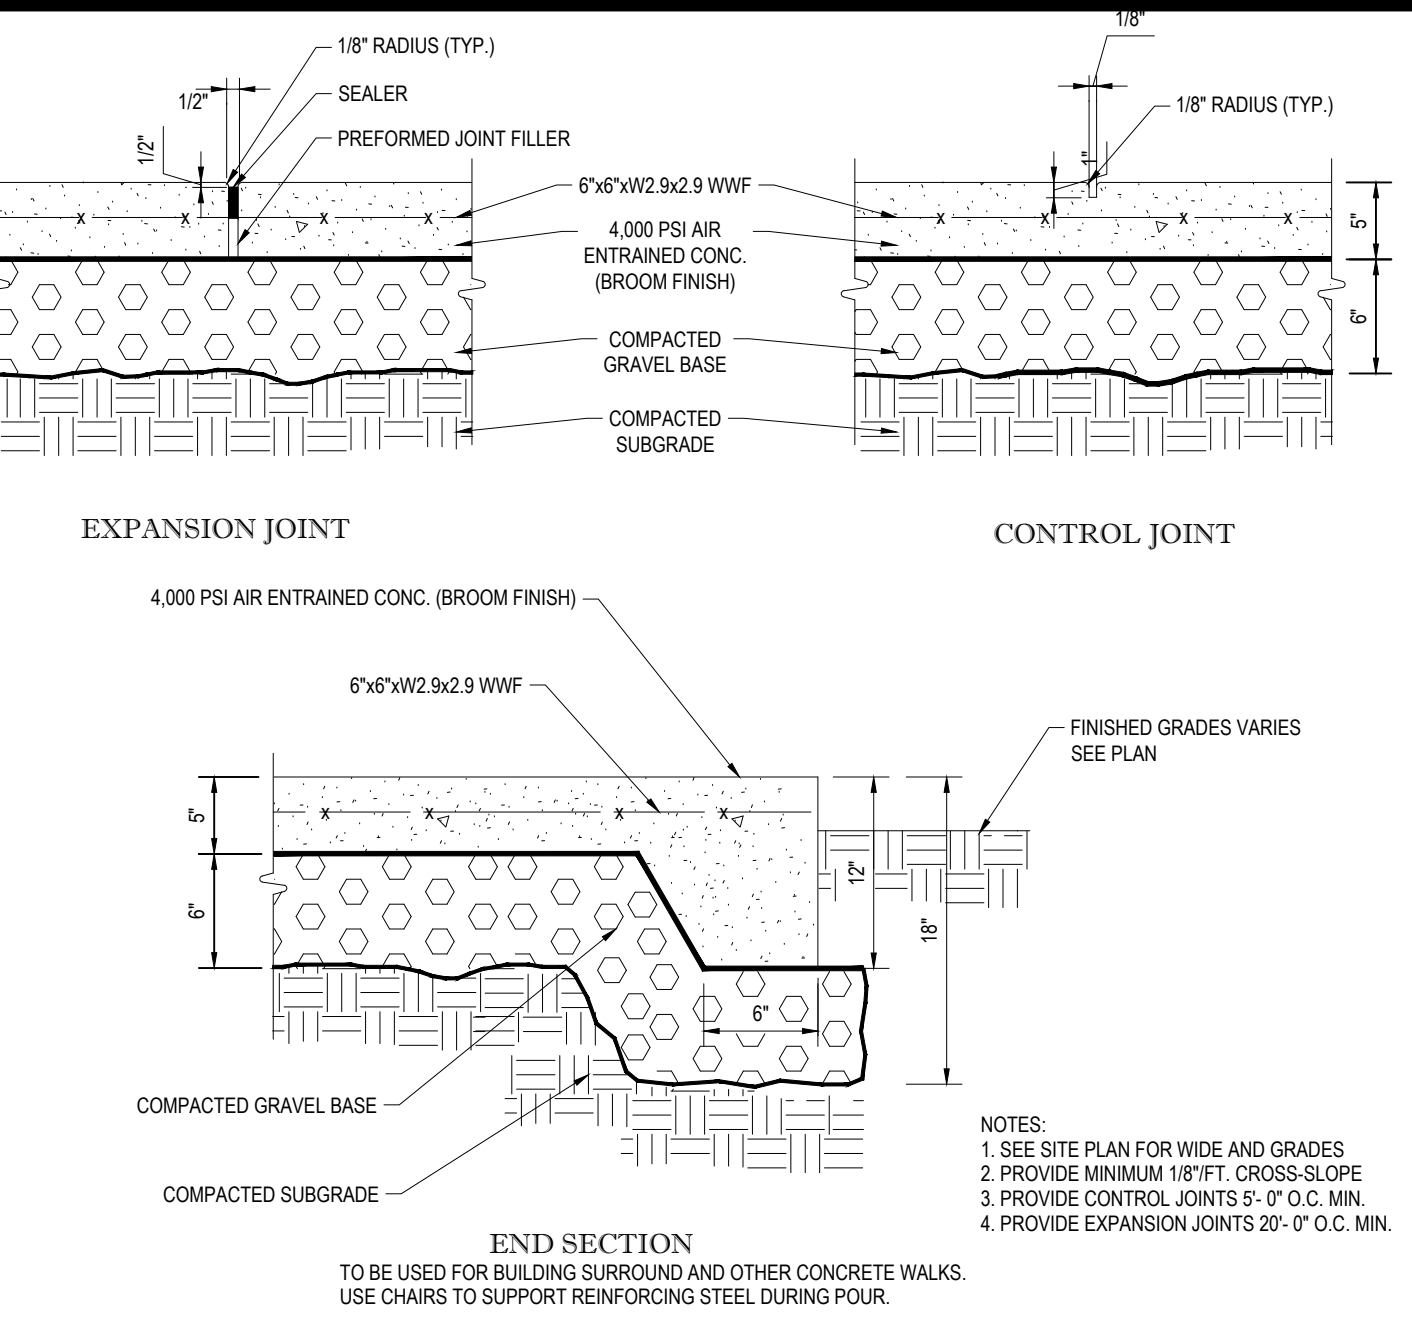 1/8"
1/8" RADIUS (TYP.)
1/2"
SEALER
1/8" RADIUS (TYP.)
1/2"
PREFORMED JOINT FILLER
1"
6"x6"xW2.9x2.9 WWF
X X X X
X X X X
5"
4,000 PSI AIR
ENTRAINED CONC.
(BROOM FINISH)
6"
COMPACTED
GRAVEL BASE
COMPACTED
SUBGRADE
EXPANSION JOINT
CONTROL JOINT
4,000 PSI AIR ENTRAINED CONC. (BROOM FINISH)
6"x6"xW2.9x2.9 WWF
FINISHED GRADES VARIES
SEE PLAN
5"
X X X X
12"
6"
18"
6"
COMPACTED GRAVEL BASE
COMPACTED SUBGRADE
NOTES:
1. SEE SITE PLAN FOR WIDE AND GRADES
2. PROVIDE MINIMUM 1/8"/FT. CROSS-SLOPE
3. PROVIDE CONTROL JOINTS 5'- 0" O.C. MIN.
4. PROVIDE EXPANSION JOINTS 20'- 0" O.C. MIN.
END SECTION
TO BE USED FOR BUILDING SURROUND AND OTHER CONCRETE WALKS.
USE CHAIRS TO SUPPORT REINFORCING STEEL DURING POUR.